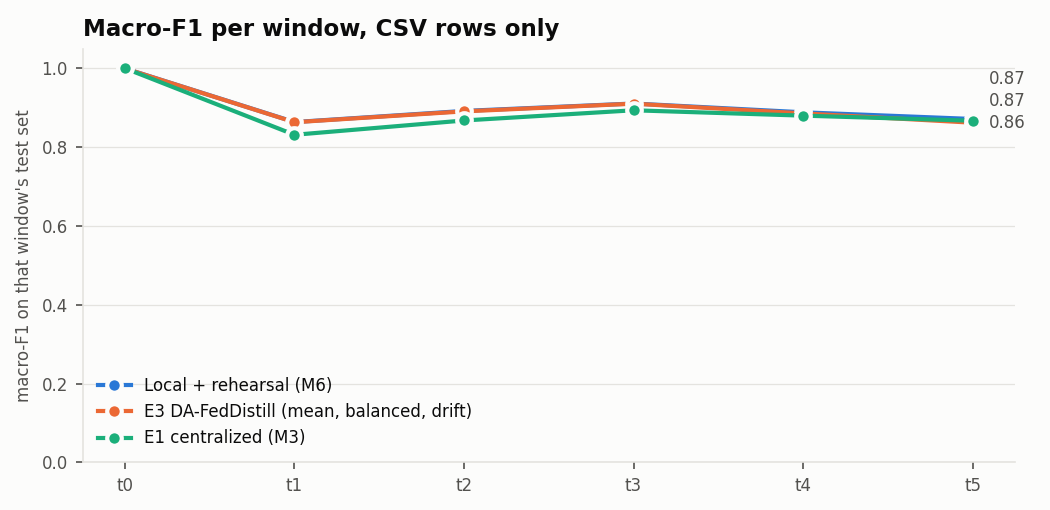 Macro-F1 per window, CSV rows only
macro-F1 on that window's test set
1.0
0.8
0.6
0.4
0.2
0.0
0.87
0.87
0.86
Local + rehearsal (M6)
E3 DA-FedDistill (mean, balanced, drift)
E1 centralized (M3)
t0 t1 t2 t3 t4 t5